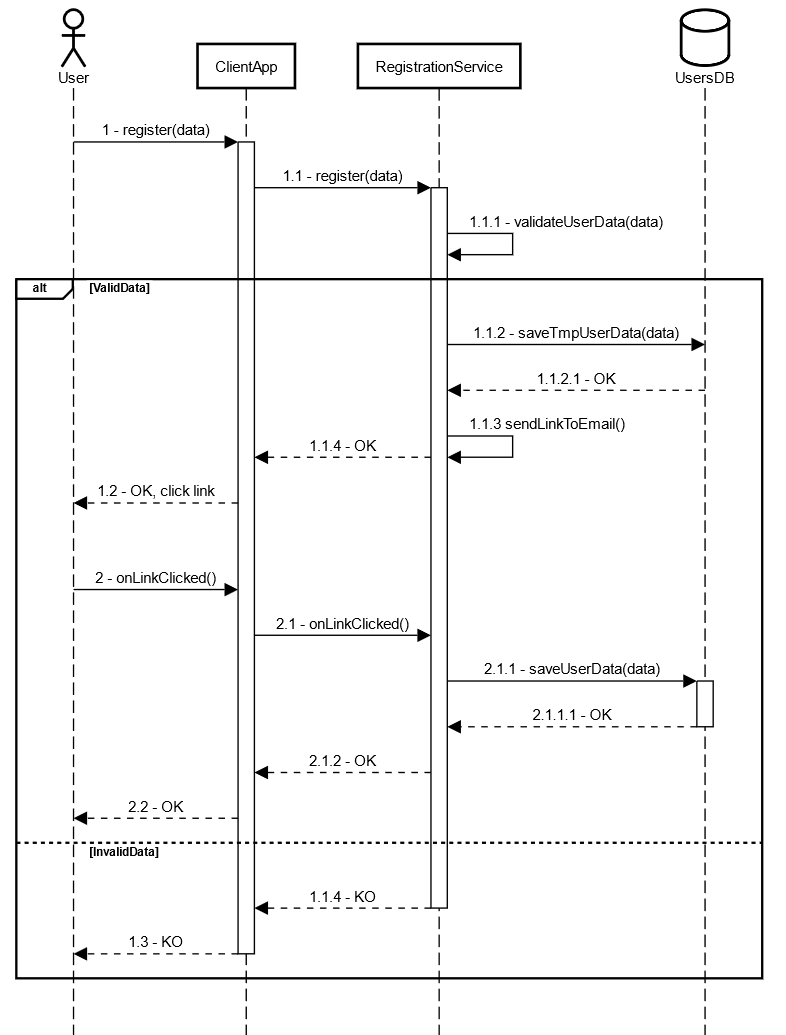 User
ClientApp
RegistrationService
UsersDB
1 - register(data)
1.1 - register(data)
1.1.1 - validateUserData(data)
alt
[ValidData]
1.1.2 - saveTmpUserData(data)
1.1.2.1 - OK
1.1.3 sendLinkToEmail()
1.1.4 - OK
1.2 - OK, click link
2 - onLinkClicked()
2.1 - onLinkClicked()
2.1.1 - saveUserData(data)
2.1.1.1 - OK
2.1.2 - OK
2.2 - OK
[InvalidData]
1.1.4 - KO
1.3 - KO